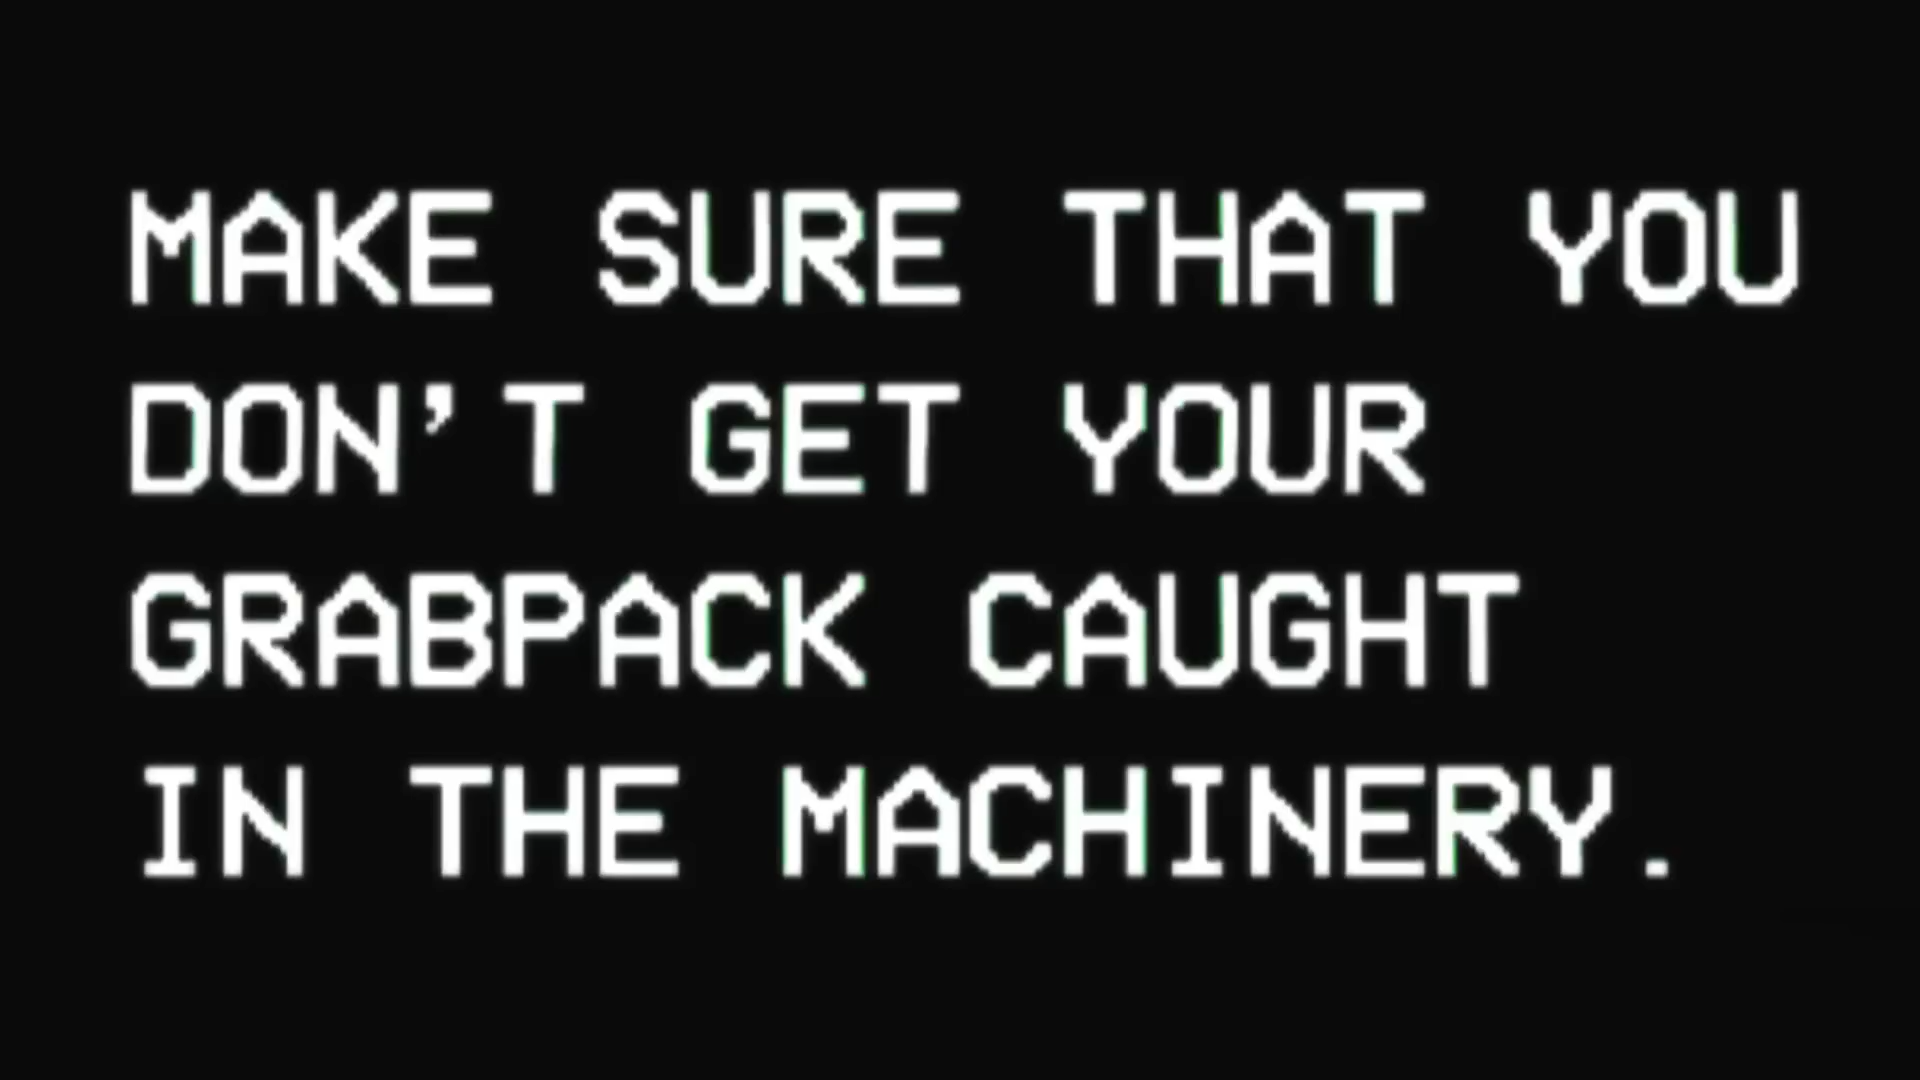 MAKE SURE THAT YOU
DON'T GET YOUR
GRABPACK CAUGHT
IN THE MACHINERY.